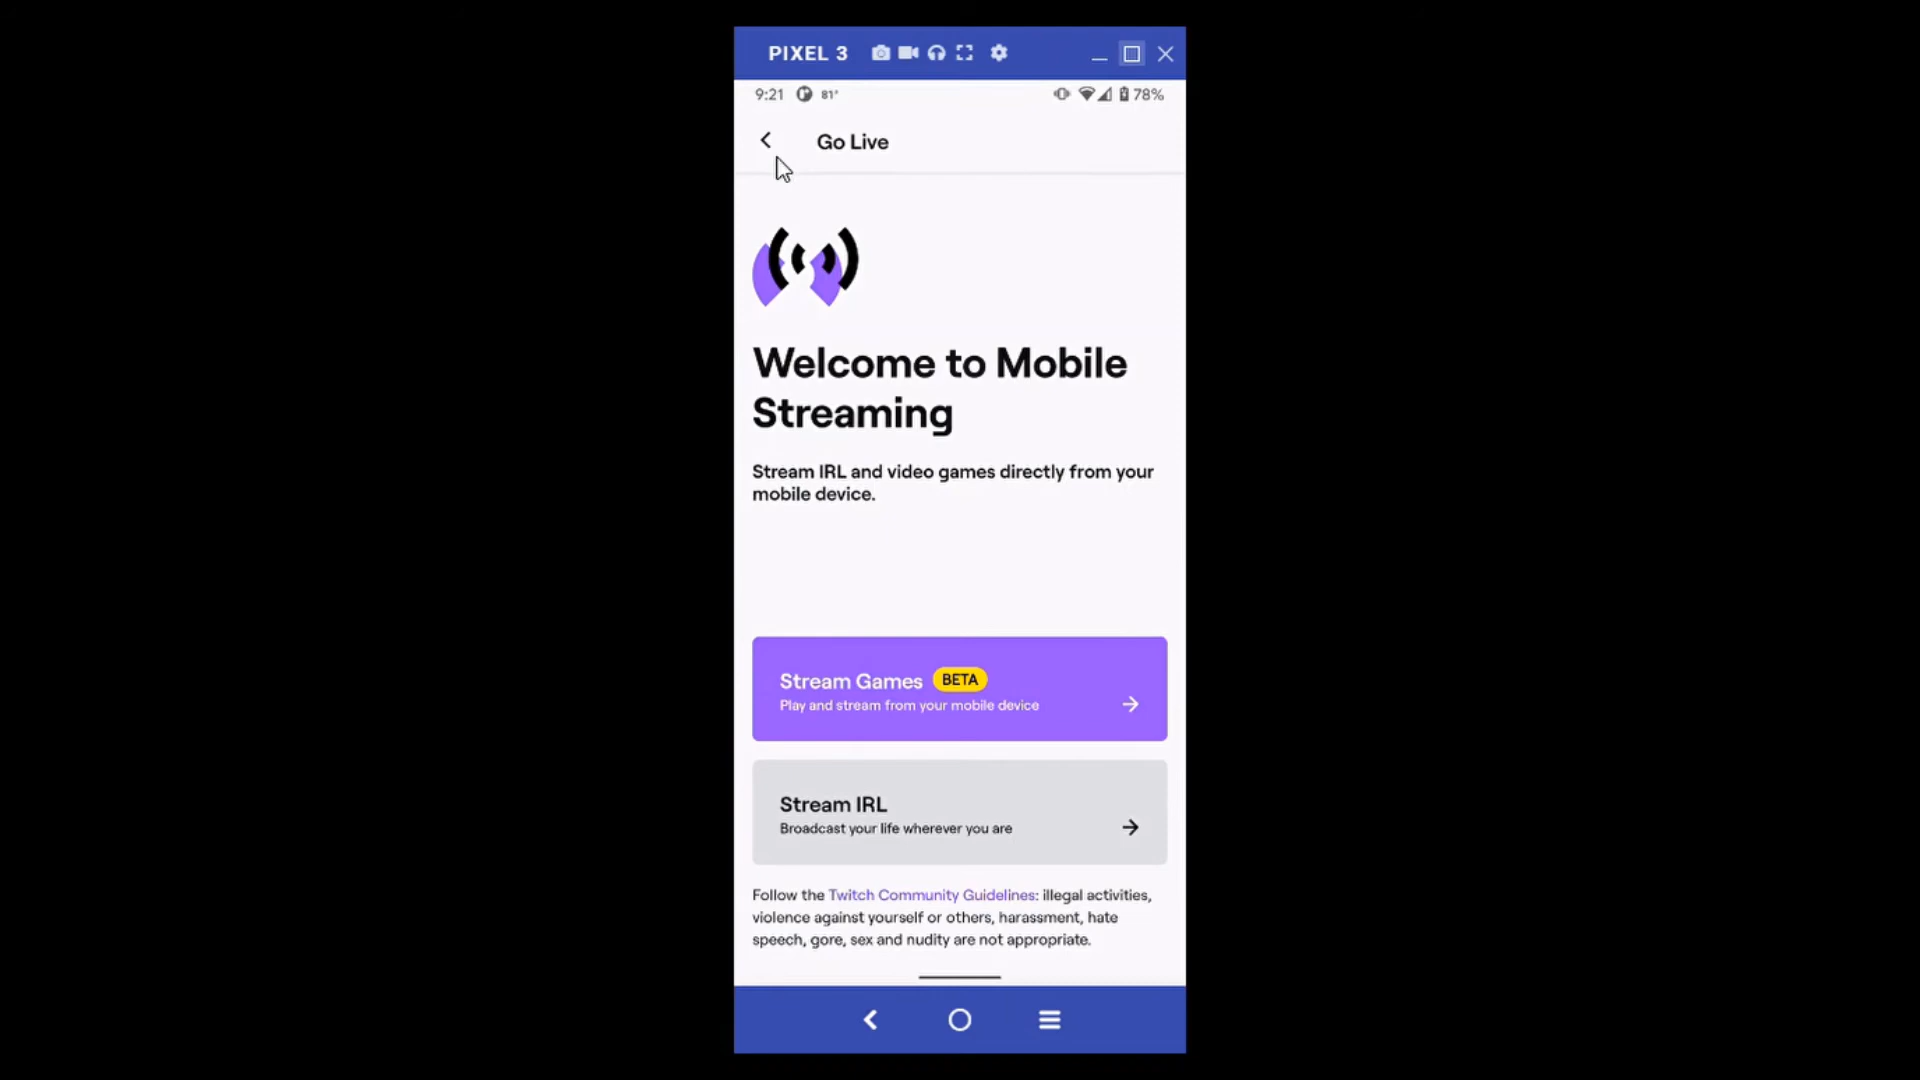 PIXEL 3
9:21 81° 78%
Go Live
Welcome to Mobile
Streaming
Stream IRL and video games directly from your
mobile device.
Stream Games BETA
Play and stream from your mobile device
Stream IRL
Broadcast your life wherever you are
Follow the Twitch Community Guidelines: illegal activities,
violence against yourself or others, harassment, hate
speech, gore, sex and nudity are not appropriate.